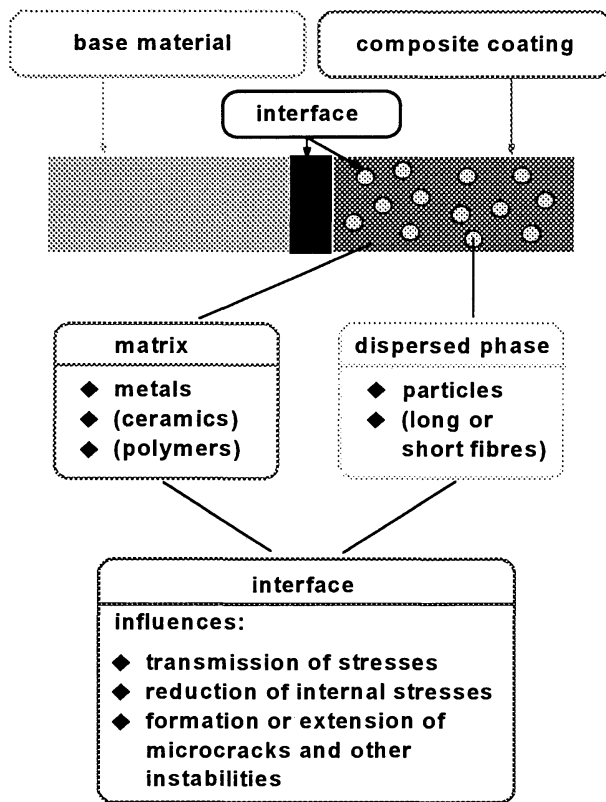 base material
composite coating
interface
matrix
◆ metals
◆ (ceramics)
◆ (polymers)
dispersed phase
◆ particles
◆ (long or
short fibres)
interface
influences:
◆ transmission of stresses
◆ reduction of internal stresses
◆ formation or extension of
microcracks and other
instabilities